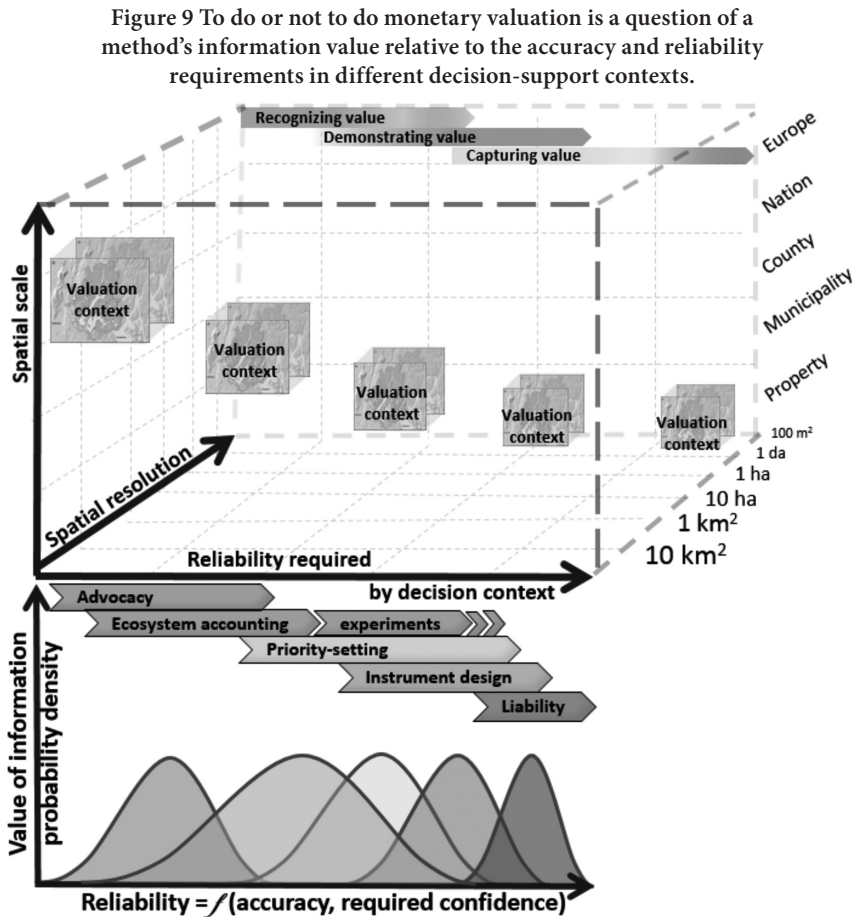 Figure 9 To do or not to do monetary valuation is a question of a
method's information value relative to the accuracy and reliability
requirements in different decision-support contexts.
Recognizing value
Demonstrating value
Capturing value
Europe
Nation
County
Municipality
Property
Spatial scale
Valuation
context
Valuation
context
Valuation
context
Valuation
context
Valuation
context
100 m²
1 da
1 ha
10 ha
1 km²
10 km²
Spatial resolution
Reliability required
by decision context
Advocacy
Ecosystem accounting
experiments
Priority-setting
Instrument design
Liability
Value of information
probability density
Reliability = f (accuracy, required confidence)